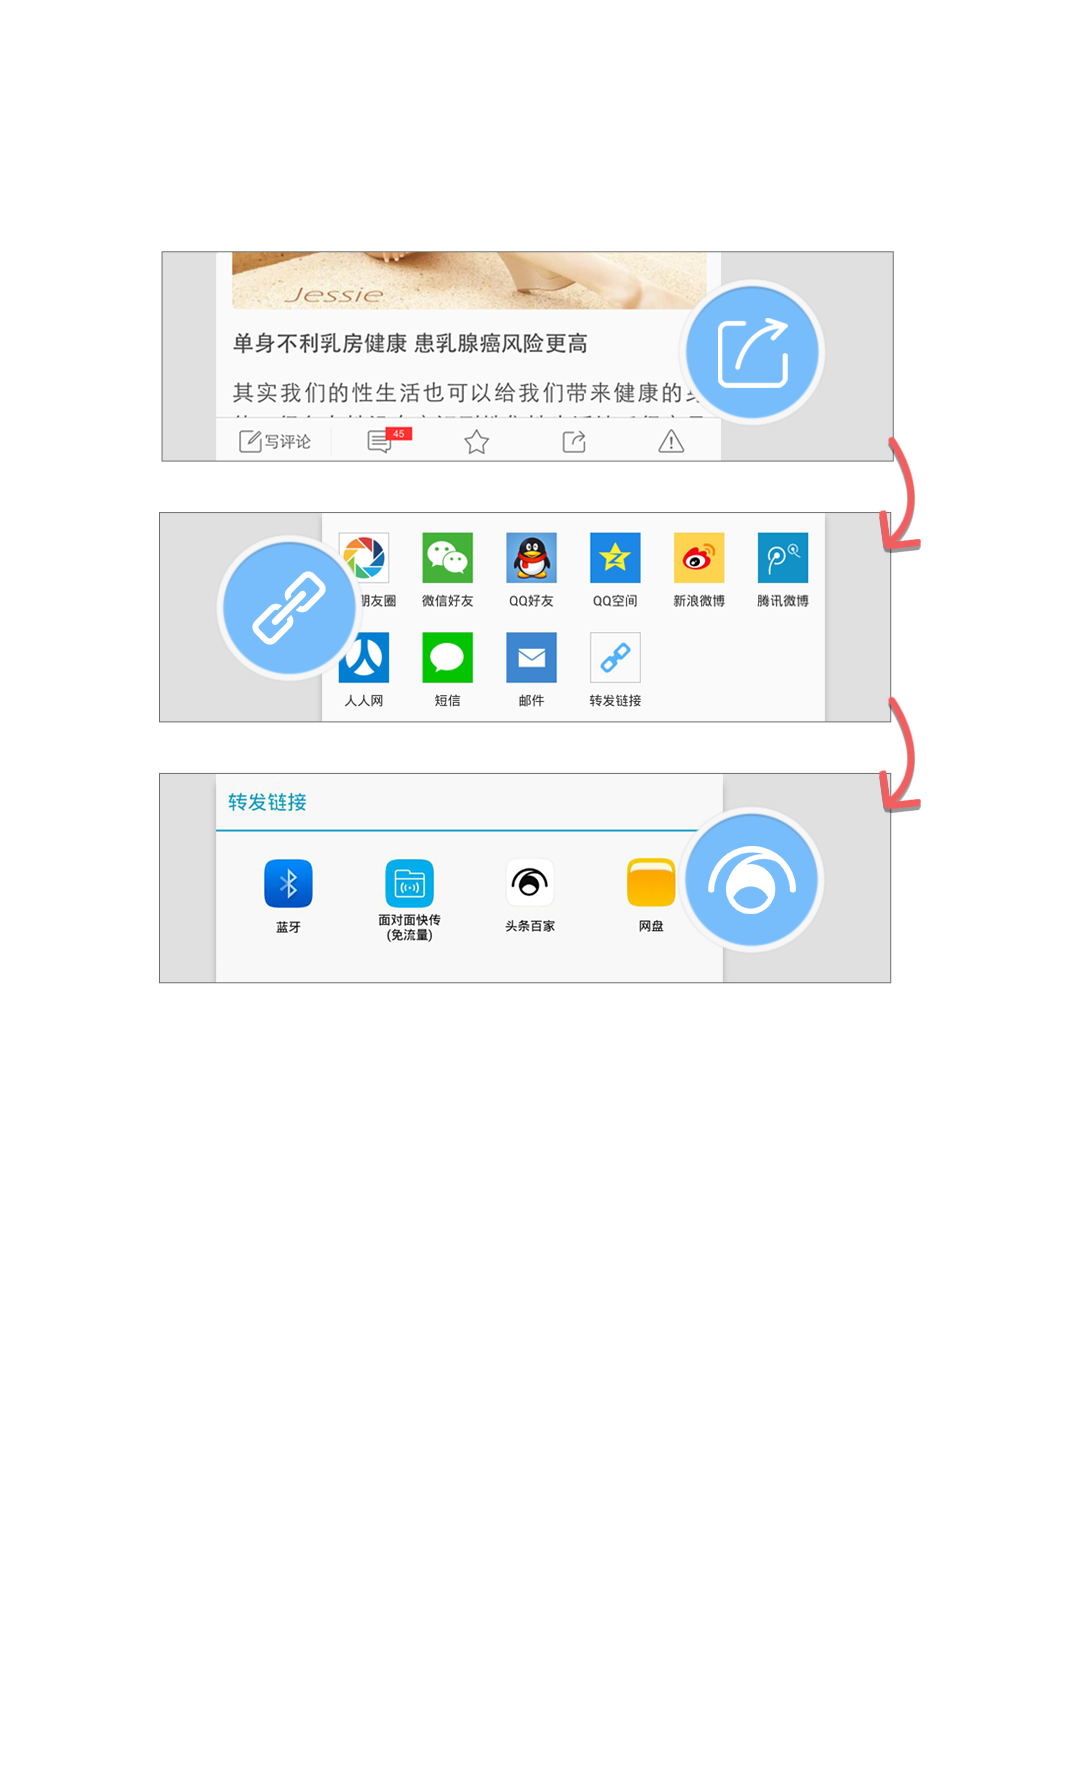 Jessie
单身不利乳房健康 患乳腺癌风险更高
其实我们的性生活也可以给我们带来健康的
写评论
45
朋友圈 微信好友 QQ好友 QQ空间 新浪微博 腾讯微博
人人网 短信 邮件 转发链接
转发链接
蓝牙 面对面快传 头条百家 网盘
(免流量)